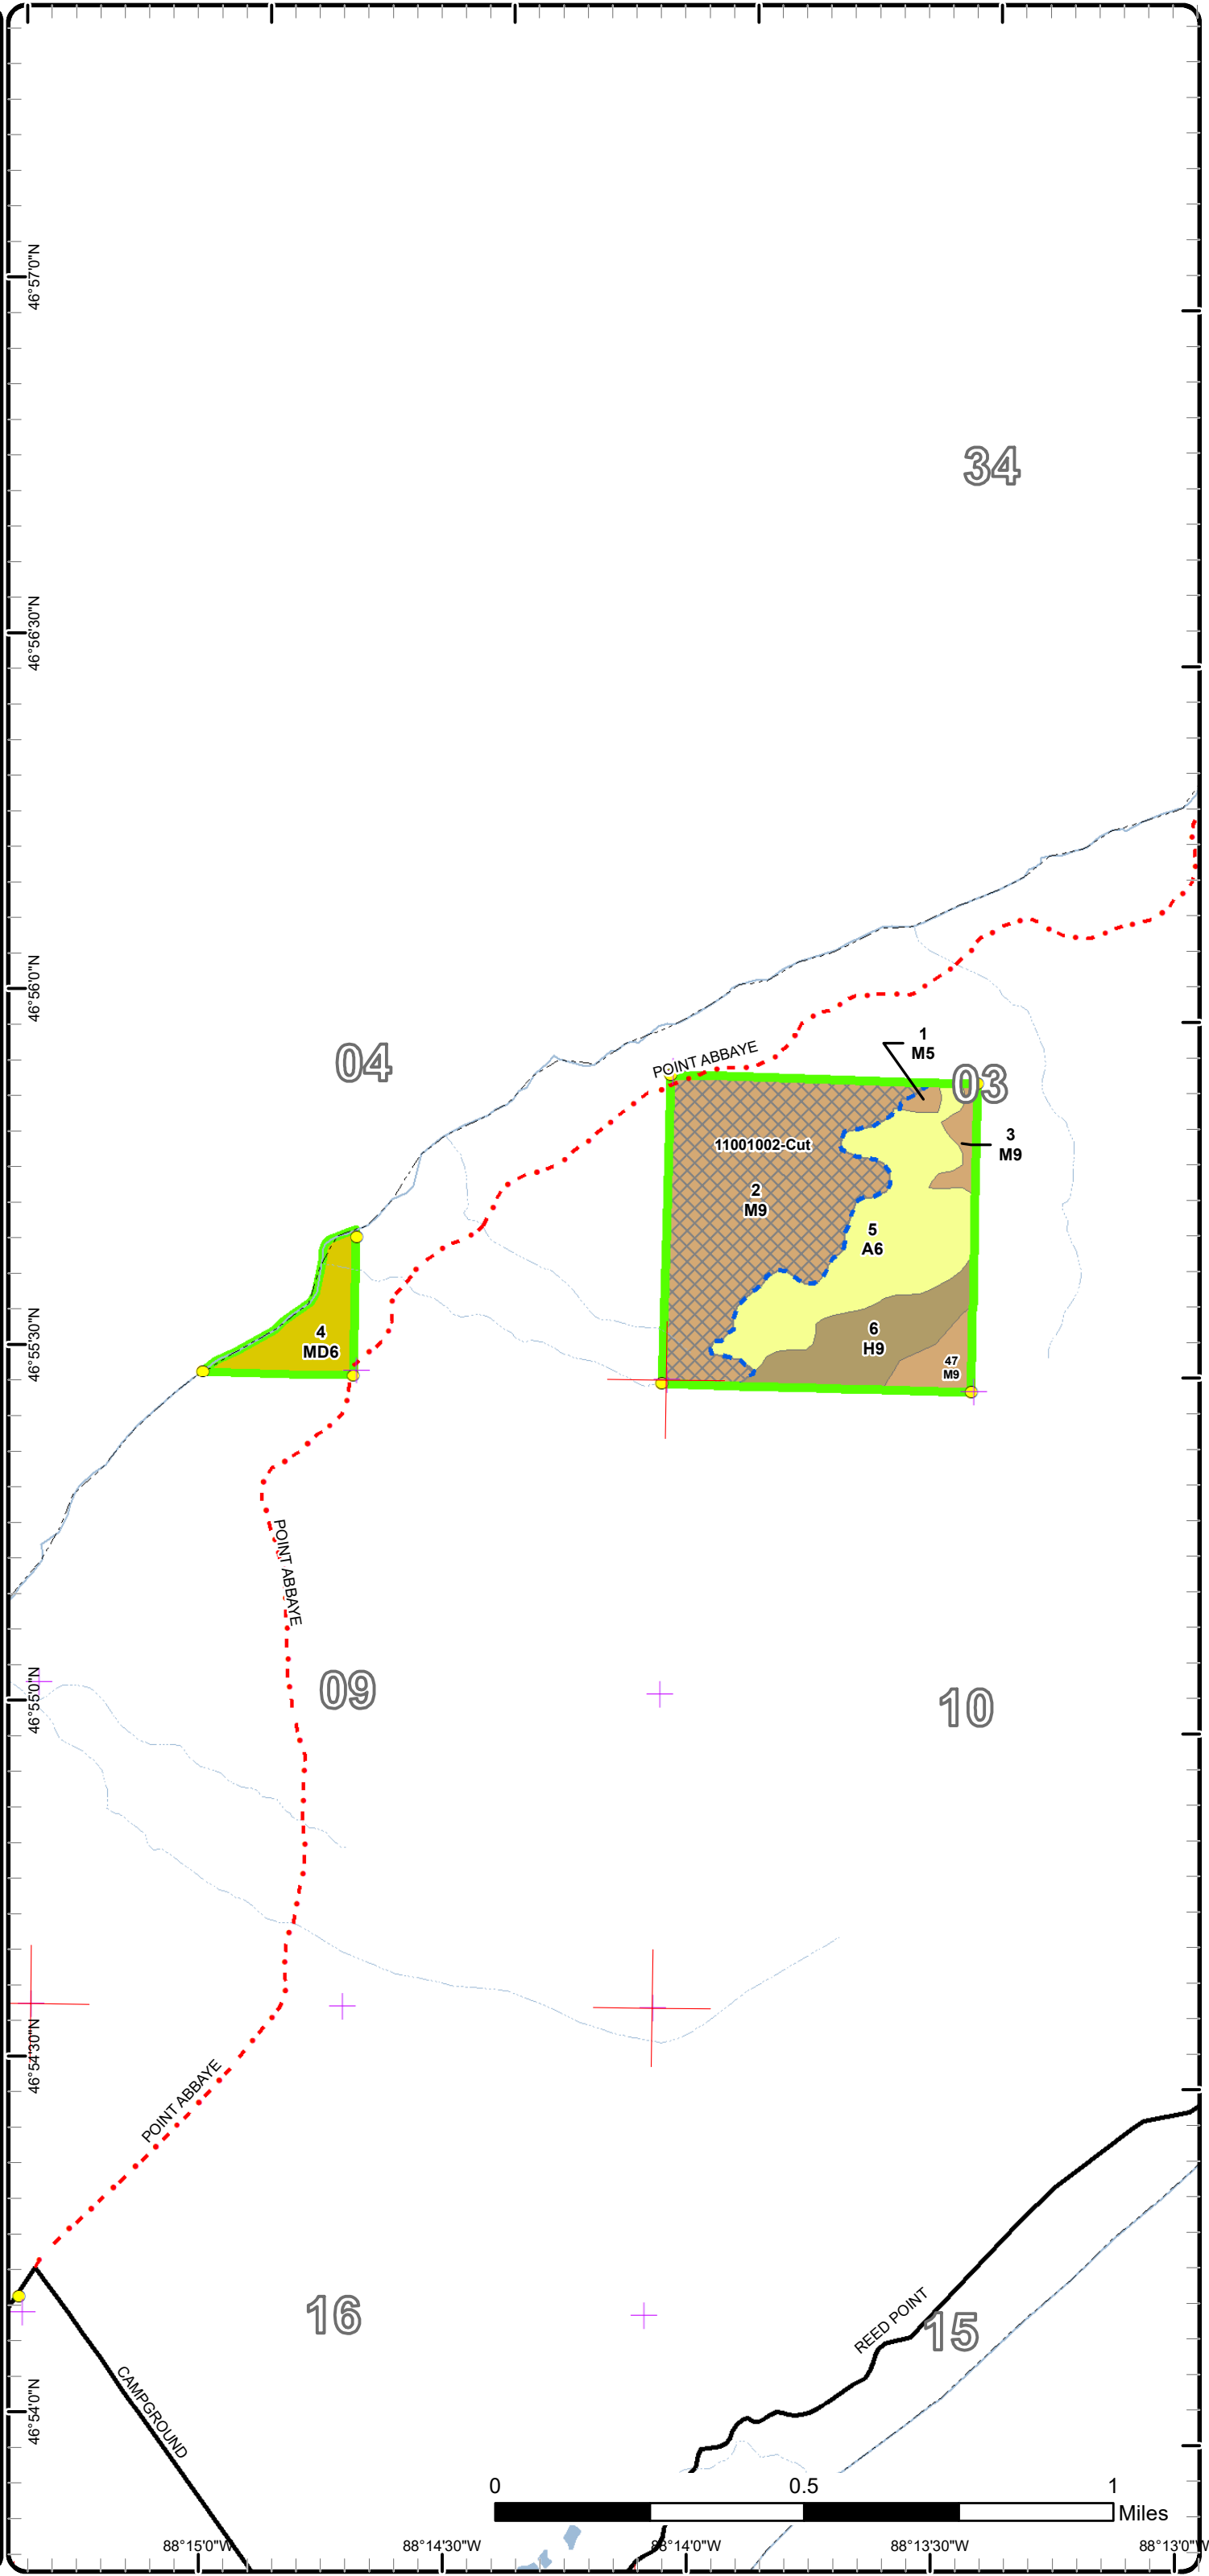 46°57'0"N
34
46°56'30"N
46°56'0"N
04
POINT ABBAYE
1
M5
03
11001002-Cut
3
M9
2
M9
5
A6
4
MD6
6
H9
47
M9
46°55'30"N
POINT ABBAYE
46°55'0"N
09
10
46°54'30"N
POINT ABBAYE
16
REED POINT
15
CAMPGROUND
46°54'0"N
0
0.5
1
Miles
88°15'0"W
88°14'30"W
88°14'0"W
88°13'30"W
88°13'0"W